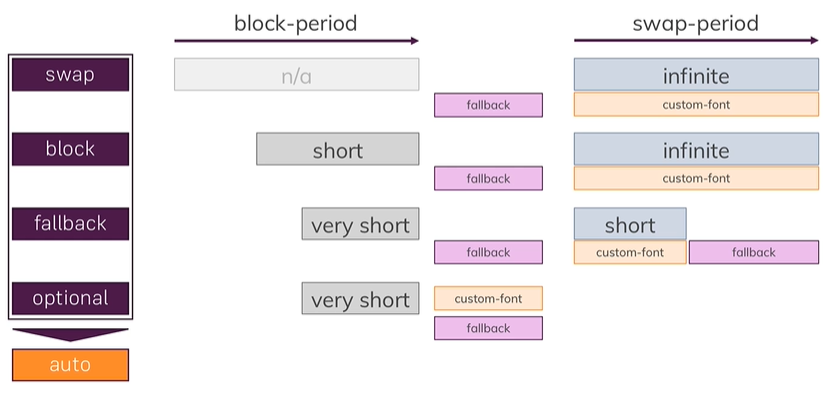 block-period
swap-period
swap
n/a
infinite
fallback
custom-font
block
short
infinite
fallback
custom-font
fallback
very short
short
fallback
custom-font
fallback
optional
very short
custom-font
fallback
auto